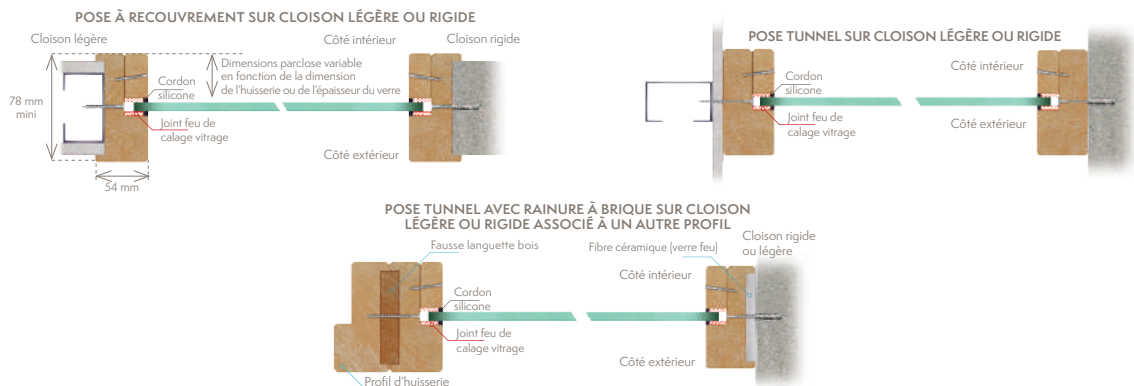 POSE À RECOUVREMENT SUR CLOISON LÉGÈRE OU RIGIDE
Cloison légère
Côté intérieur
Cloison rigide
Dimensions parclose variable
en fonction de la dimension
de l'huisserie ou de l'épaisseur du verre
Cordon
silicone
78 mm
mini
Joint feu de
calage vitrage
Côté extérieur
54 mm
POSE TUNNEL SUR CLOISON LÉGÈRE OU RIGIDE
Côté intérieur
Cordon
silicone
Joint feu de
calage vitrage
Côté extérieur
POSE TUNNEL AVEC RAINURE À BRIQUE SUR CLOISON
LÉGÈRE OU RIGIDE ASSOCIÉ À UN AUTRE PROFIL
Fausse languette bois
Fibre céramique (verre feu)
Cloison rigide
ou légère
Côté intérieur
Cordon
silicone
Joint feu de
calage vitrage
Côté extérieur
Profil d'huisserie